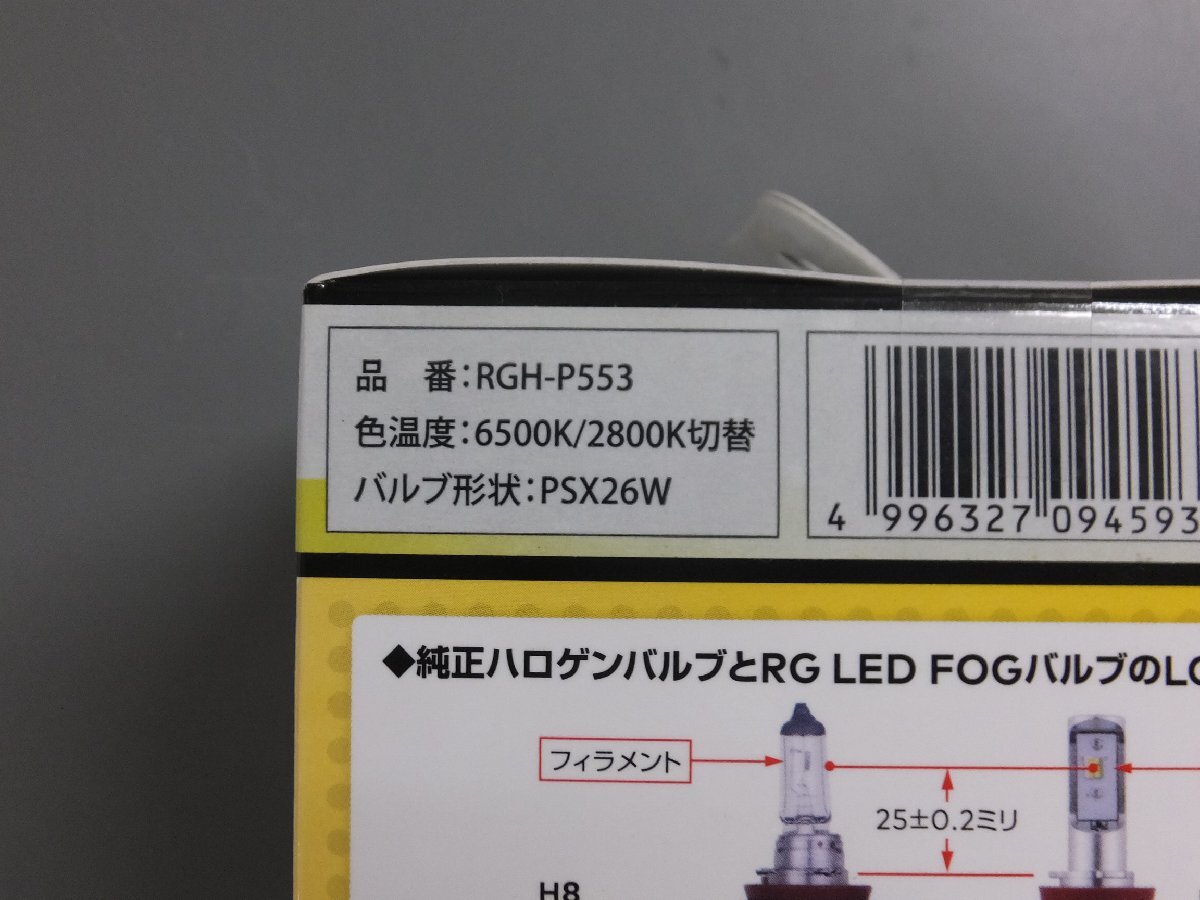 品　番:RGH-P553
色温度:6500K/2800K切替
バルブ形状:PSX26W
4 996327 094593
◆純正ハロゲンバルブとRG LED FOGバルブのLC
フィラメント
25±0.2ミリ
H8